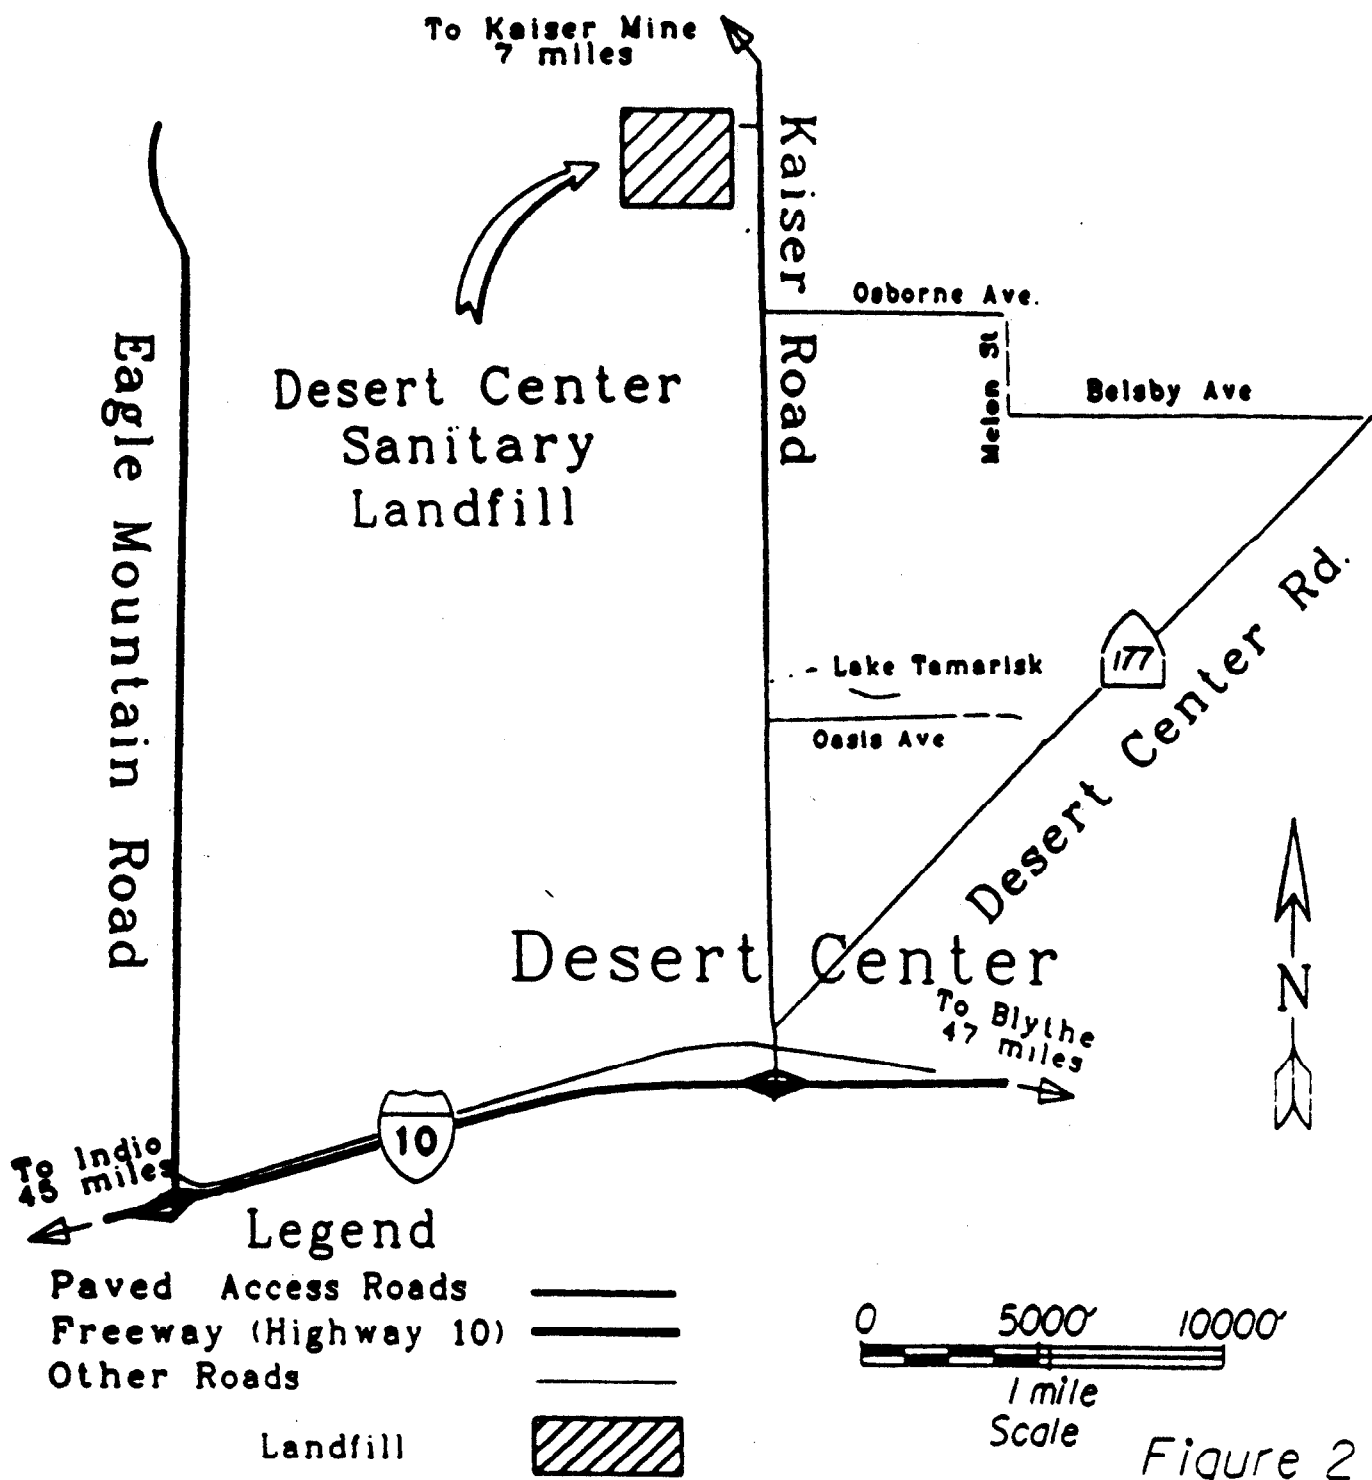 To Kaiser Mine
7 miles
Kaiser Road
Osborne Ave.
Melon St
Belsby Ave
Eagle Mountain Road
Desert Center
Sanitary
Landfill
177
Desert Center Rd.
Lake Tamarisk
Oasis Ave
Desert Center
To Blythe
47 miles
N
10
To Indio
45 miles
Legend
Paved Access Roads
Freeway (Highway 10)
Other Roads
Landfill
0 5000' 10000'
1 mile
Scale
Figure 2